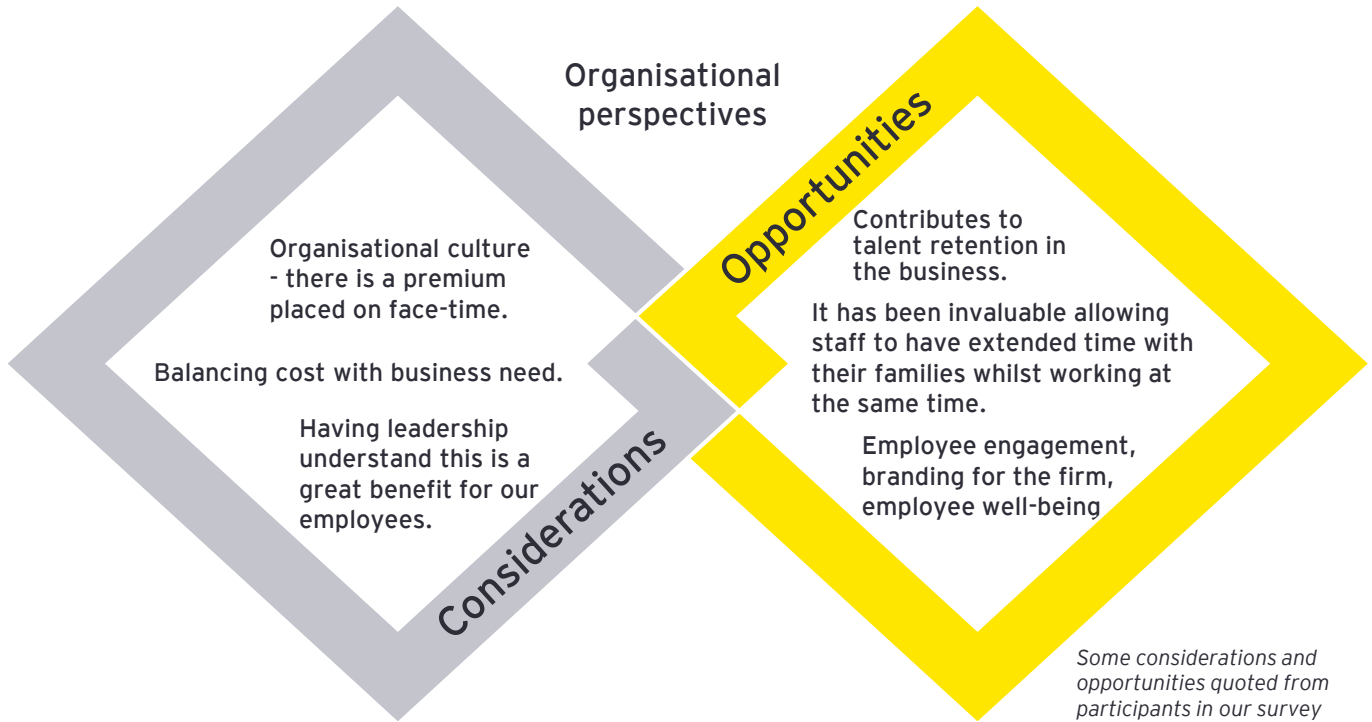 Organisational
perspectives
Considerations
Organisational culture
- there is a premium
placed on face-time.
Balancing cost with business need.
Having leadership
understand this is a
great benefit for our
employees.
Opportunities
Contributes to
talent retention in
the business.
It has been invaluable allowing
staff to have extended time with
their families whilst working at
the same time.
Employee engagement,
branding for the firm,
employee well-being
Some considerations and
opportunities quoted from
participants in our survey